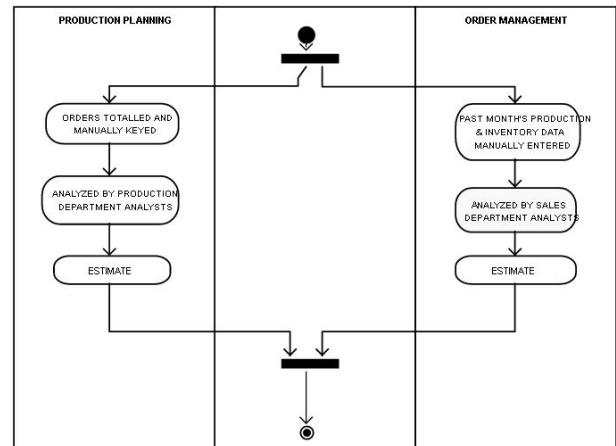 PRODUCTION PLANNING
ORDER MANAGEMENT
ORDERS TOTALLED AND
MANUALLY KEYED
ANALYZED BY PRODUCTION
DEPARTMENT ANALYSTS
ESTIMATE
PAST MONTH'S PRODUCTION
& INVENTORY DATA
MANUALLY ENTERED
ANALYZED BY SALES
DEPARTMENT ANALYSTS
ESTIMATE